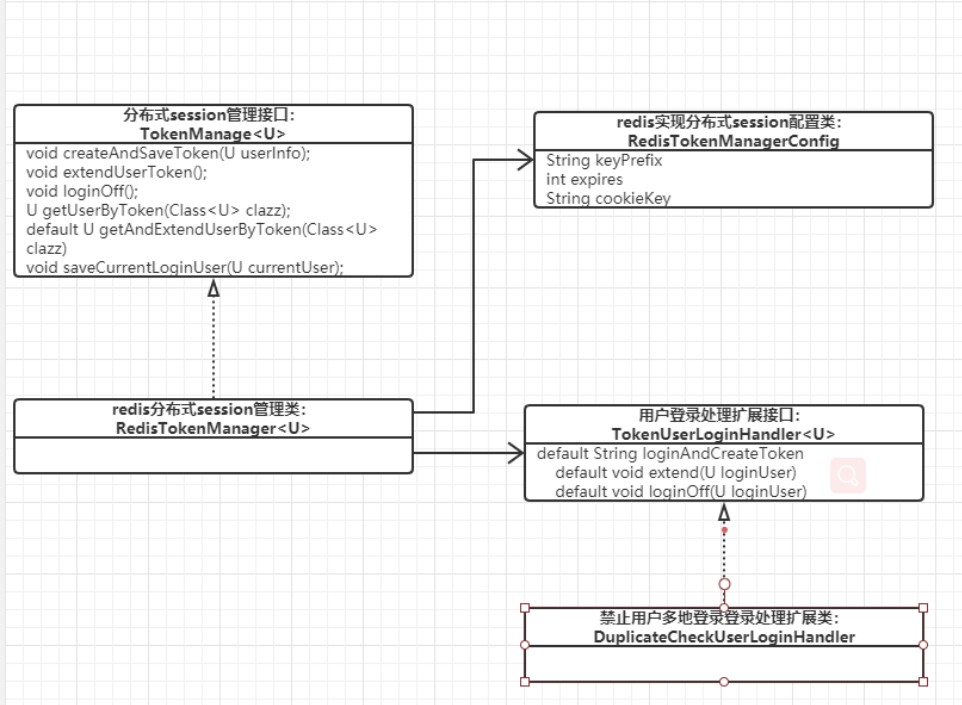 分布式session管理接口：
TokenManage<U>
void createAndSaveToken(U userInfo);
void extendUserToken();
void loginOff();
U getUserByToken(Class<U> clazz);
default U getAndExtendUserByToken(Class<U>
clazz)
void saveCurrentLoginUser(U currentUser);
redis实现分布式session配置类：
RedisTokenManagerConfig
String keyPrefix
int expires
String cookieKey
redis分布式session管理类：
RedisTokenManager<U>
用户登录处理扩展接口：
TokenUserLoginHandler<U>
default String loginAndCreateToken
default void extend(U loginUser)
default void loginOff(U loginUser)
禁止用户多地登录登录处理扩展类：
DuplicateCheckUserLoginHandler